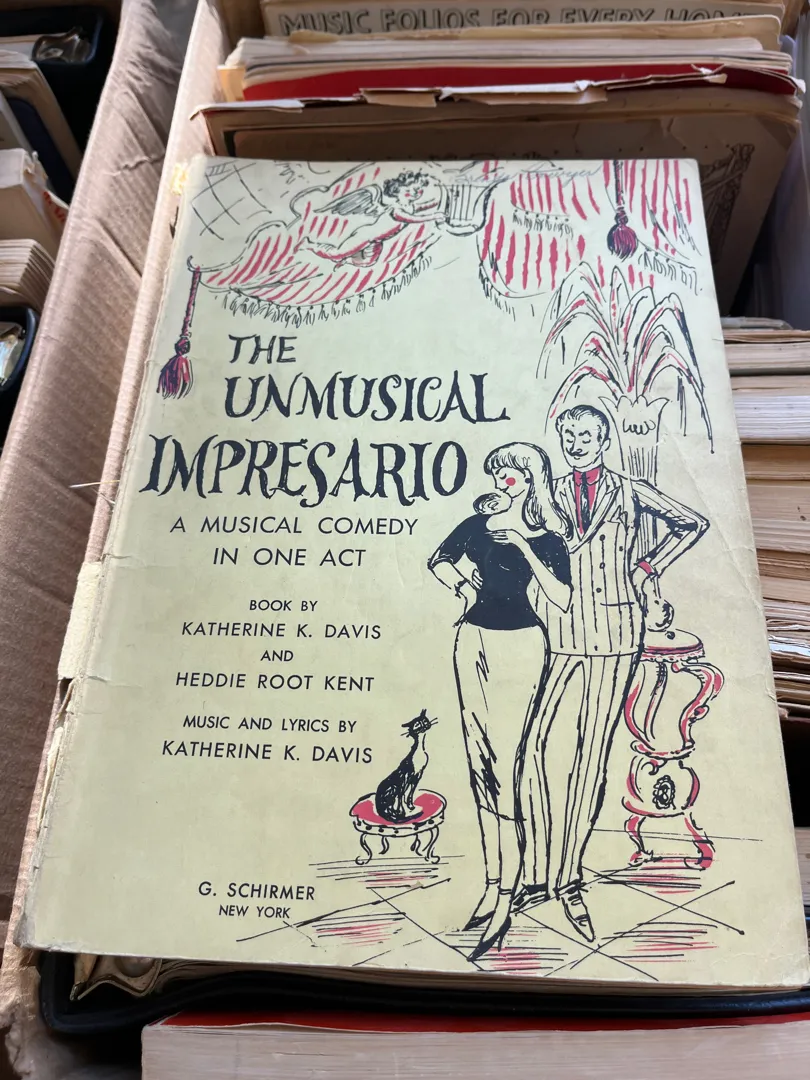 MUSIC FOLIOS FOR EVERY HOME
THE
UNMUSICAL
IMPRESARIO
A MUSICAL COMEDY
IN ONE ACT
BOOK BY
KATHERINE K. DAVIS
AND
HEDDIE ROOT KENT
MUSIC AND LYRICS BY
KATHERINE K. DAVIS
G. SCHIRMER
NEW YORK